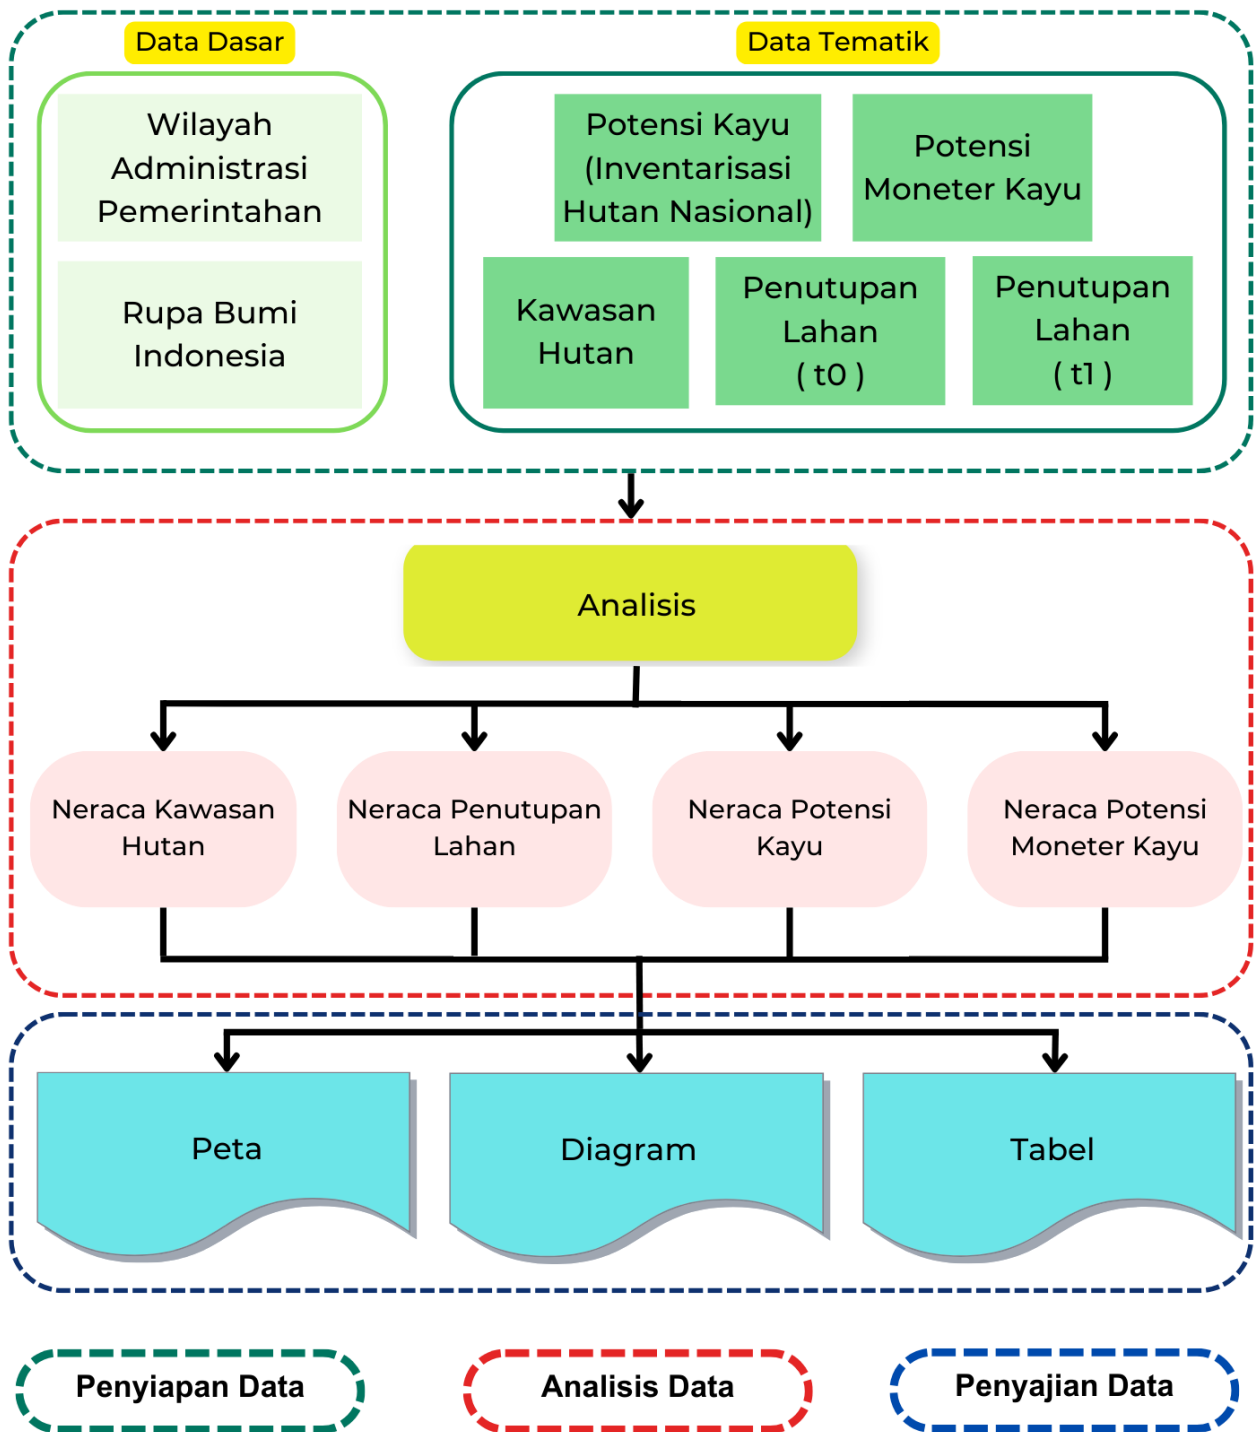 Data Dasar
Data Tematik
Wilayah
Administrasi
Pemerintahan
Rupa Bumi
Indonesia
Potensi Kayu
(Inventarisasi
Hutan Nasional)
Potensi
Moneter Kayu
Kawasan
Hutan
Penutupan
Lahan
( t0 )
Penutupan
Lahan
( t1 )
Analisis
Neraca Kawasan
Hutan
Neraca Penutupan
Lahan
Neraca Potensi
Kayu
Neraca Potensi
Moneter Kayu
Peta
Diagram
Tabel
Penyiapan Data
Analisis Data
Penyajian Data